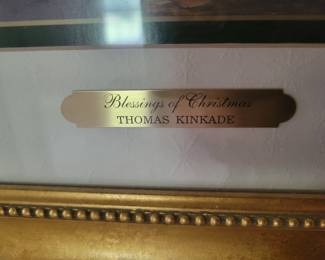 Blessings of Christmas
THOMAS KINKADE